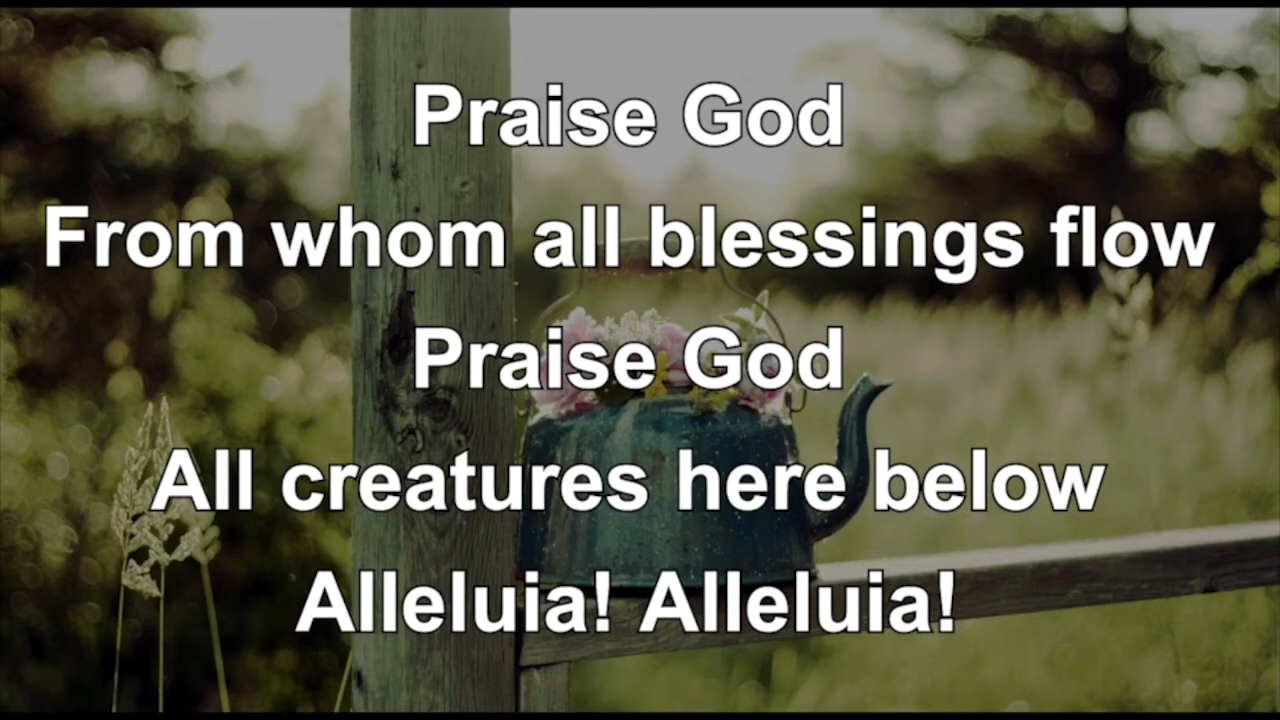 Praise God
From whom all blessings flow
Praise God
All creatures here below
Alleluia! Alleluia!